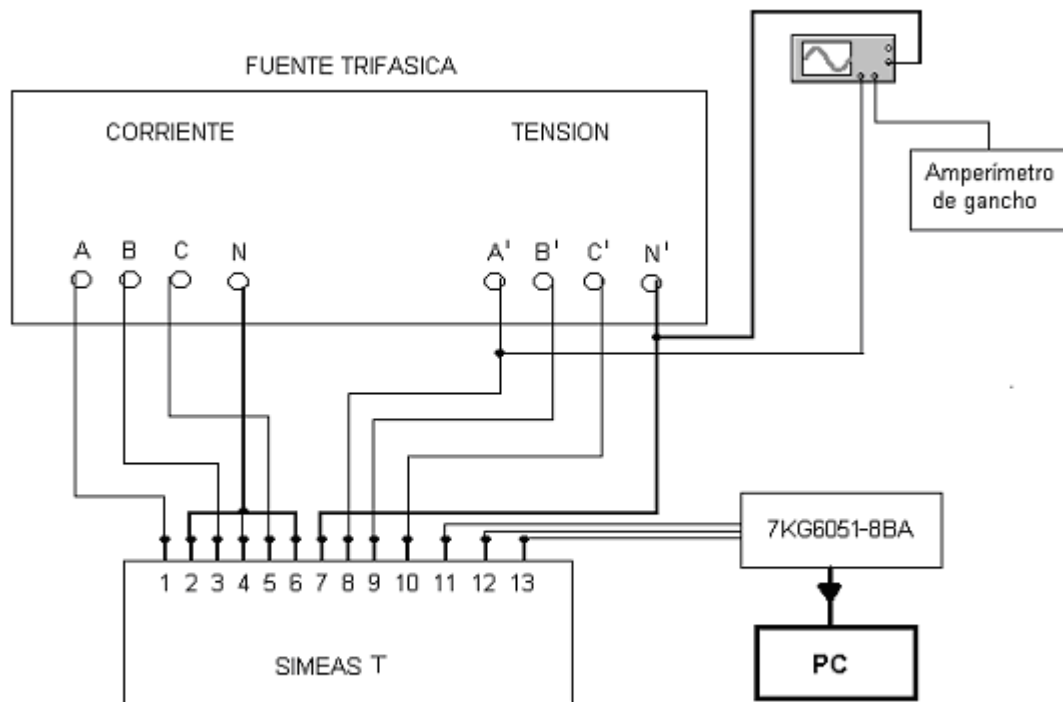 FUENTE TRIFASICA
CORRIENTE TENSION
A B C N A' B' C' N'
Amperímetro
de gancho
7KG6051-8BA
1 2 3 4 5 6 7 8 9 10 11 12 13
SIMEAS T
PC